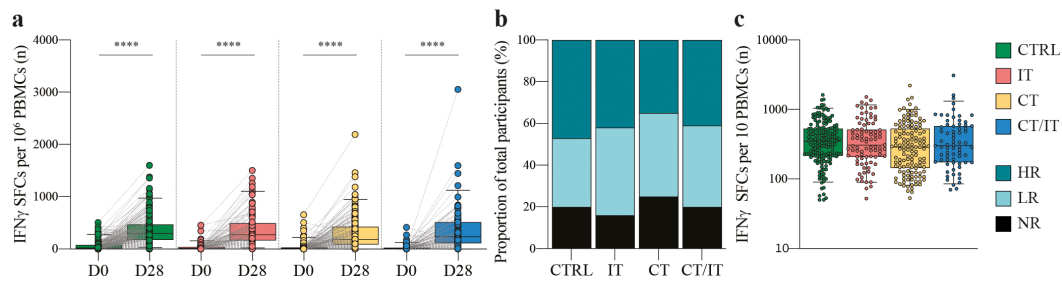 a
IFNγ SFCs per 10⁶ PBMCs (n)
4000
3000
2000
1000
0
**** **** **** ****
D0 D28 D0 D28 D0 D28 D0 D28
b
Proportion of total participants (%)
100
80
60
40
20
0
CTRL IT CT CT/IT
c
IFNγ SFCs per 10 PBMCs (n)
10000
1000
100
10
CTRL
IT
CT
CT/IT
HR
LR
NR